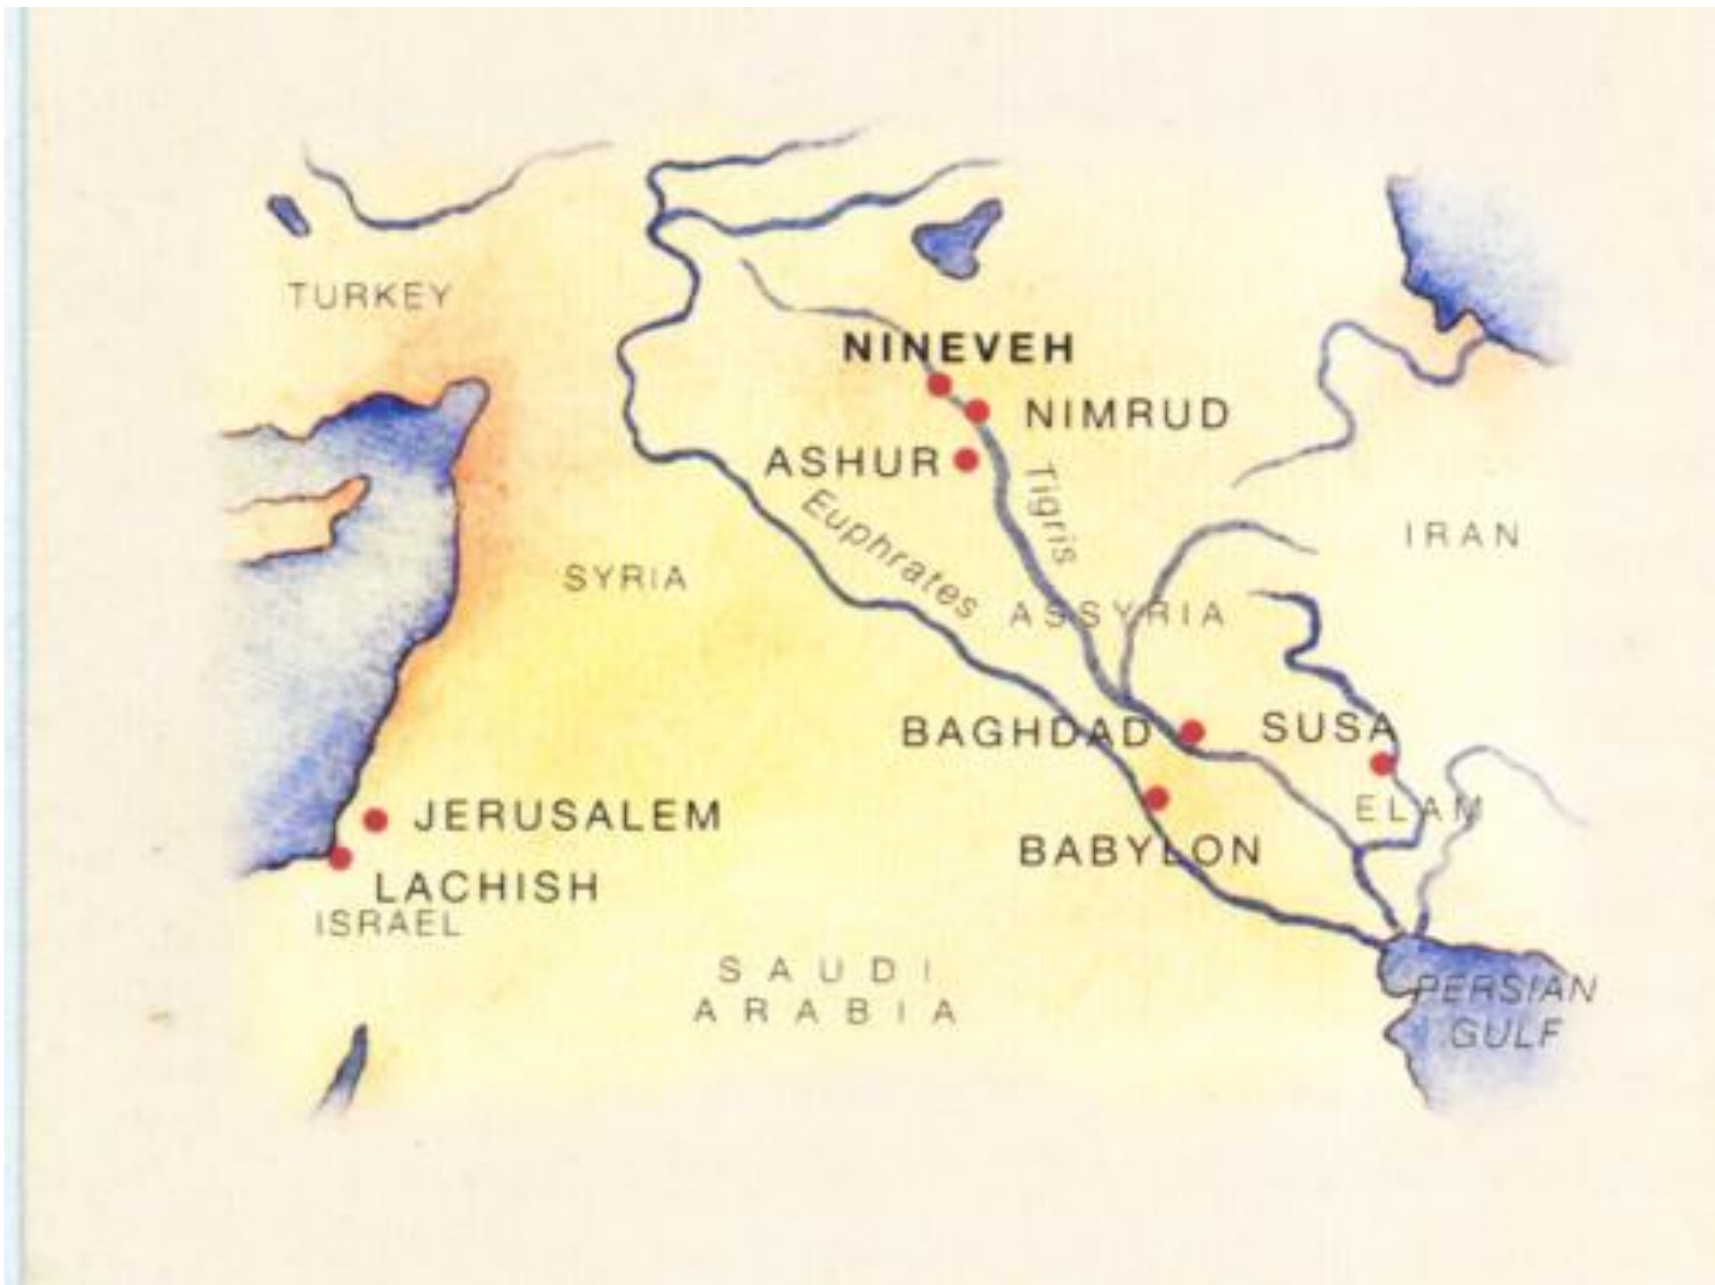 TURKEY
NINEVEH
NIMRUD
ASHUR
Tigris
Euphrates
IRAN
SYRIA
ASSYRIA
BAGHDAD
SUSA
ELAM
JERUSALEM
BABYLON
LACHISH
ISRAEL
SAUDI
ARABIA
PERSIAN
GULF